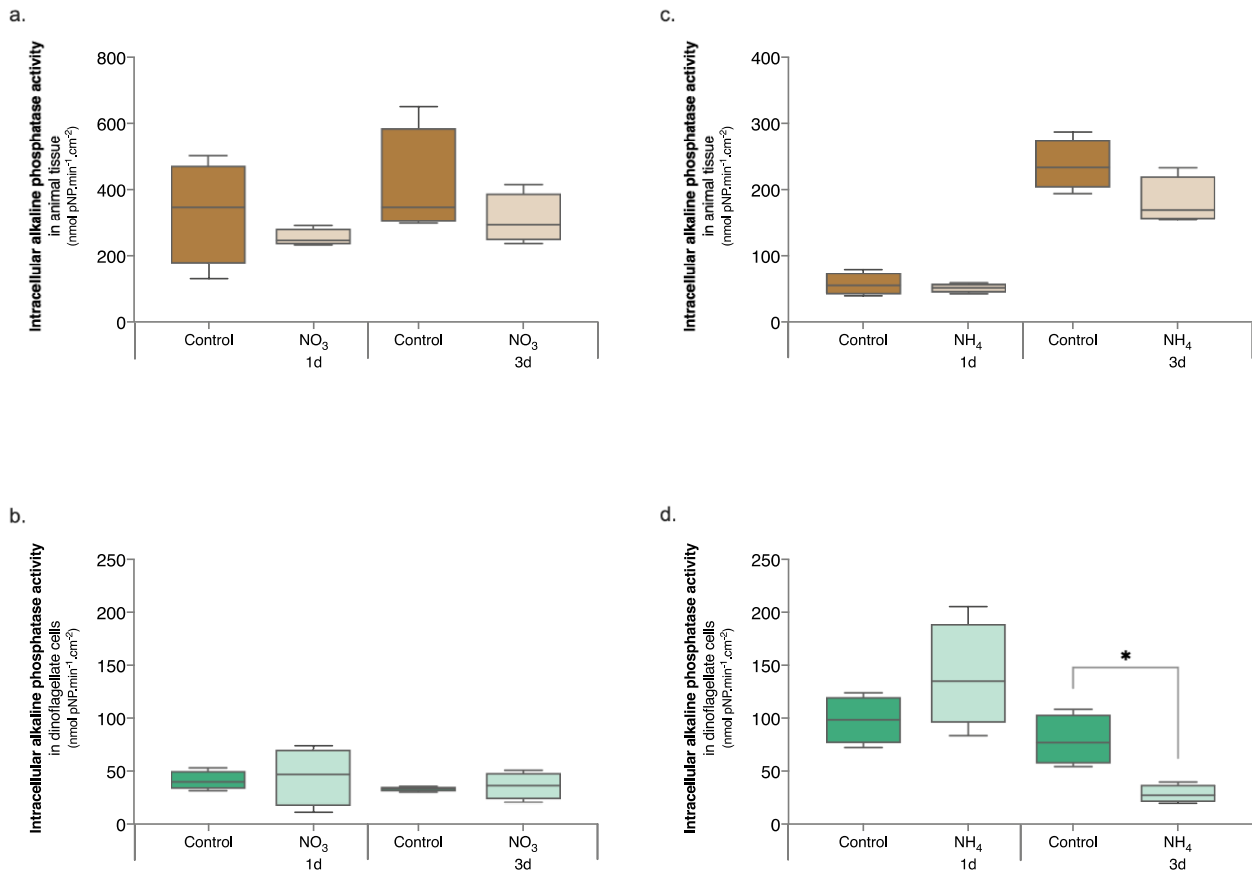 a.
Intracellular alkaline phosphatase activity
in animal tissue
(nmol pNP.min⁻¹.cm⁻²)
800
600
400
200
0
Control
NO₃
Control
NO₃
1d
3d
c.
Intracellular alkaline phosphatase activity
in animal tissue
(nmol pNP.min⁻¹.cm⁻²)
400
300
200
100
0
Control
NH₄
Control
NH₄
1d
3d
b.
Intracellular alkaline phosphatase activity
in dinoflagellate cells
(nmol pNP.min⁻¹.cm⁻²)
250
200
150
100
50
0
Control
NO₃
Control
NO₃
1d
3d
d.
Intracellular alkaline phosphatase activity
in dinoflagellate cells
(nmol pNP.min⁻¹.cm⁻²)
250
200
150
100
50
0
*
Control
NH₄
Control
NH₄
1d
3d